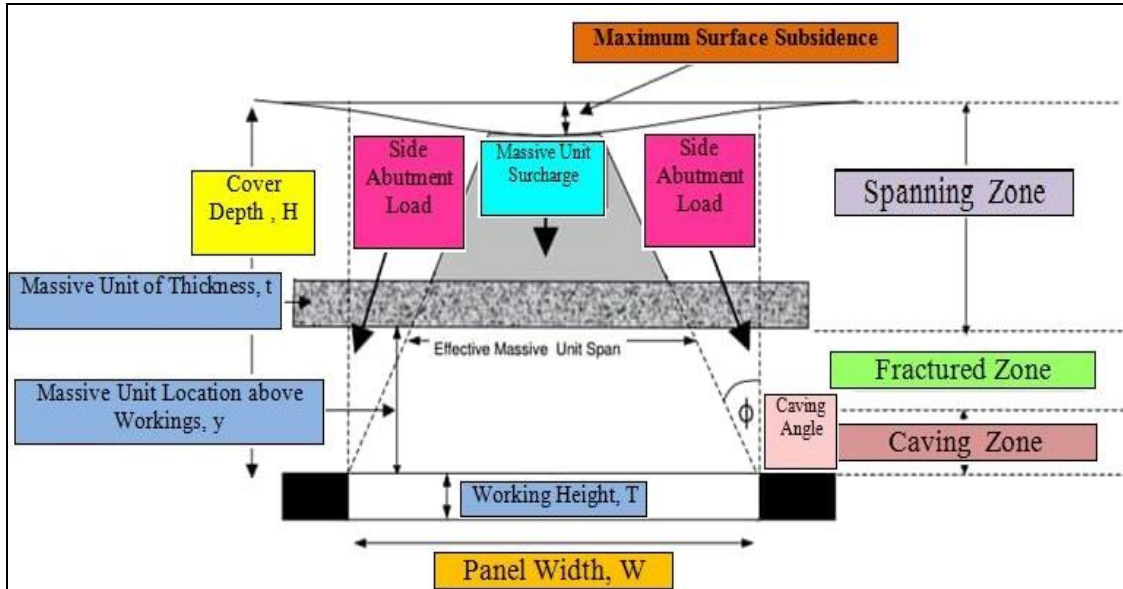 Maximum Surface Subsidence
Side
Abutment
Load
Massive Unit
Surcharge
Side
Abutment
Load
Cover
Depth , H
Spanning Zone
Massive Unit of Thickness, t
Effective Massive Unit Span
Fractured Zone
Massive Unit Location above
Workings, y
ϕ
Caving
Angle
Caving Zone
Working Height, T
Panel Width, W